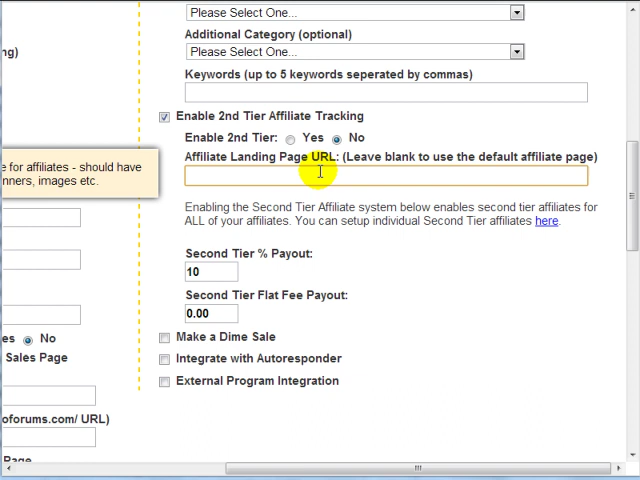 Please Select One...
Additional Category (optional)
ng)
Please Select One...
Keywords (up to 5 keywords seperated by commas)
Enable 2nd Tier Affiliate Tracking
Enable 2nd Tier: Yes No
Affiliate Landing Page URL: (Leave blank to use the default affiliate page)
e for affiliates - should have
nners, images etc.
Enabling the Second Tier Affiliate system below enables second tier affiliates for
ALL of your affiliates. You can setup individual Second Tier affiliates here.
Second Tier % Payout:
10
Second Tier Flat Fee Payout:
0.00
es No
Make a Dime Sale
Sales Page
Integrate with Autoresponder
External Program Integration
oforums.com/ URL)
Page